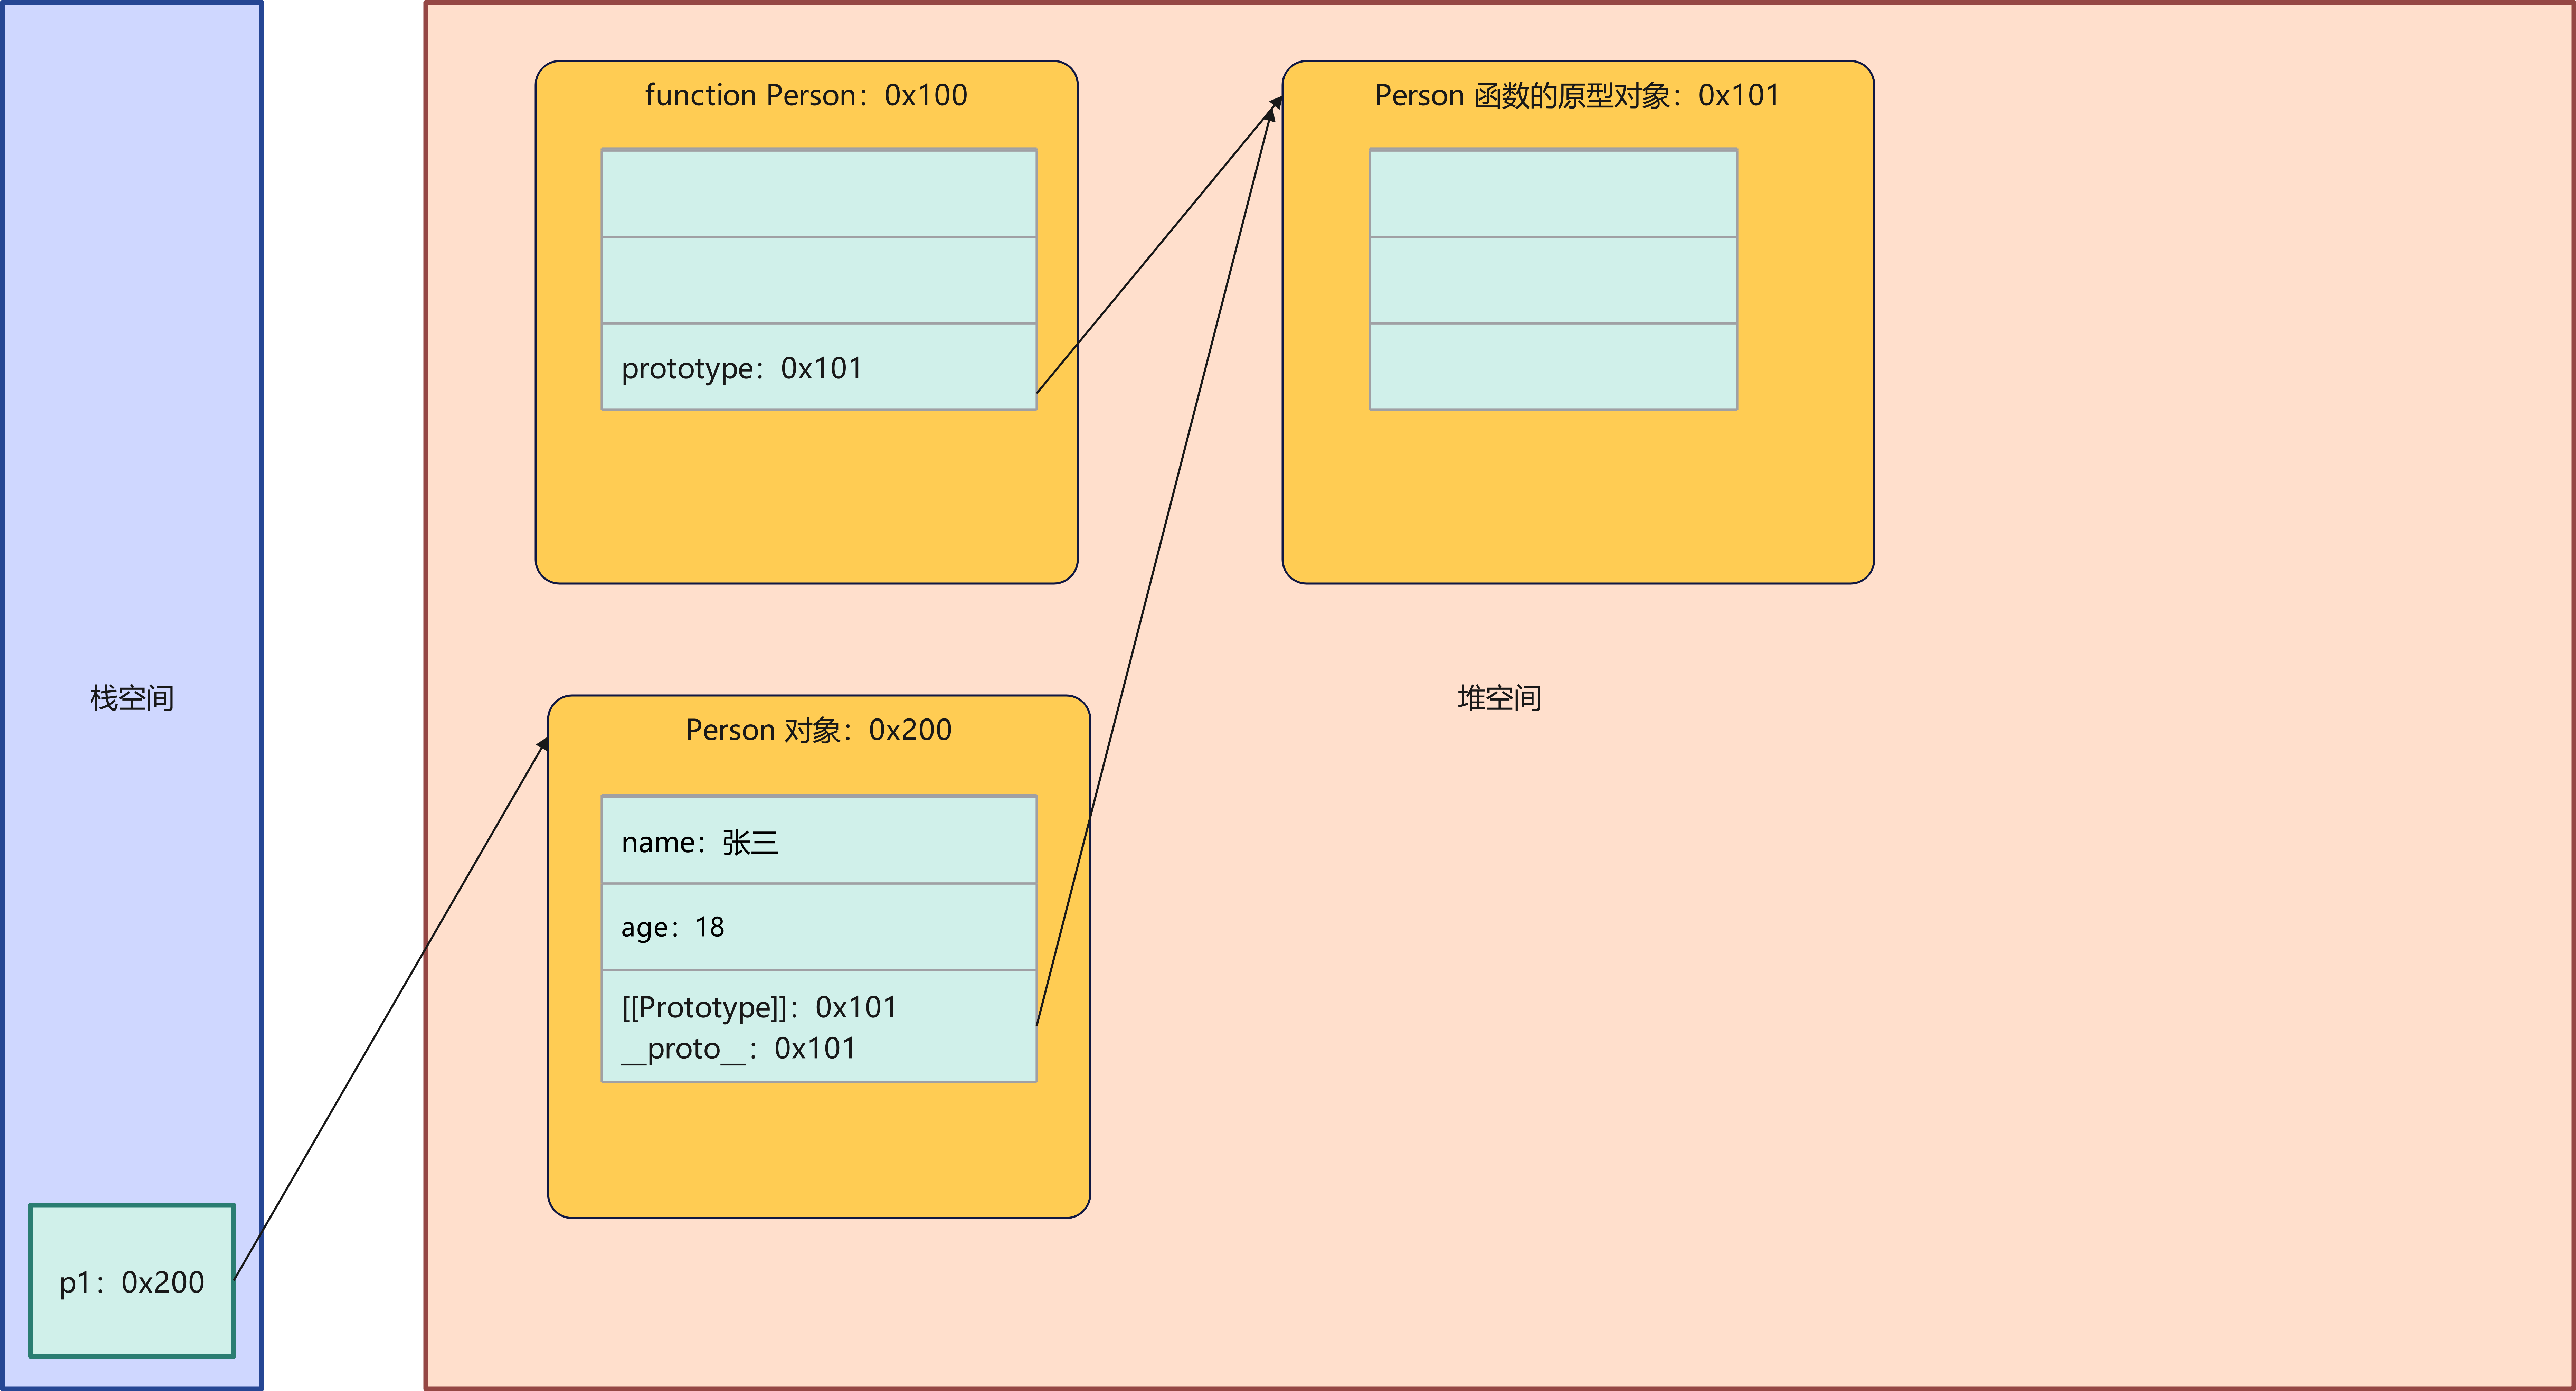 function Person：0x100
prototype：0x101
Person 函数的原型对象：0x101
栈空间
堆空间
Person 对象：0x200
name：张三
age：18
[[Prototype]]：0x101
__proto__：0x101
p1：0x200